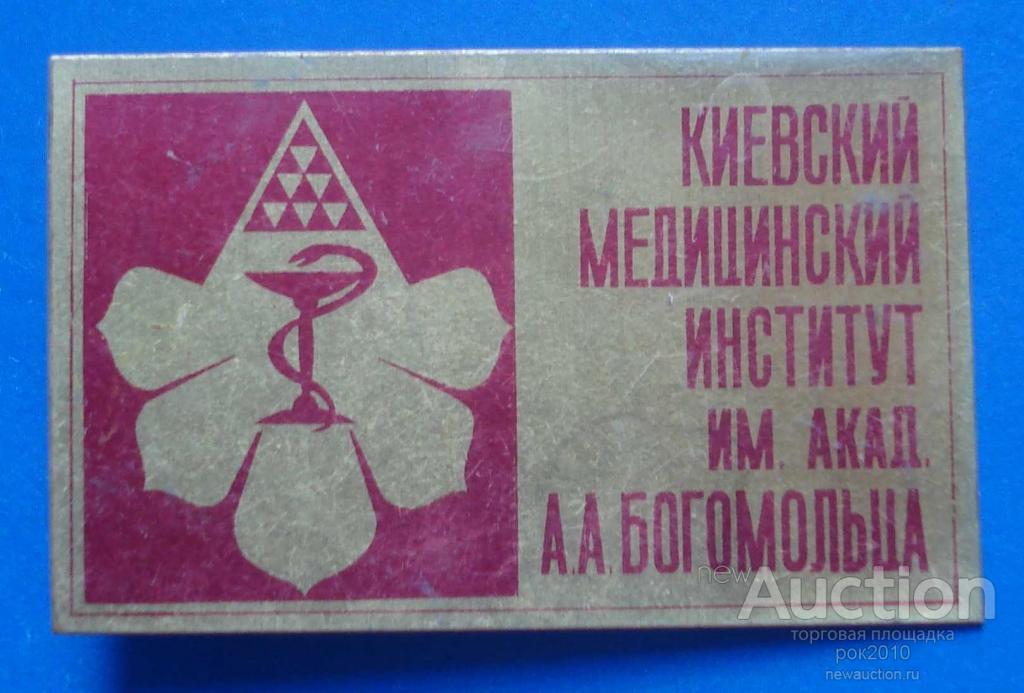 КИЕВСКИЙ
МЕДИЦИНСКИЙ
ИНСТИТУТ
ИМ. АКАД.
А.А. БОГОМОЛЬЦА
newAuction
торговая площадка
рок2010
newauction.ru